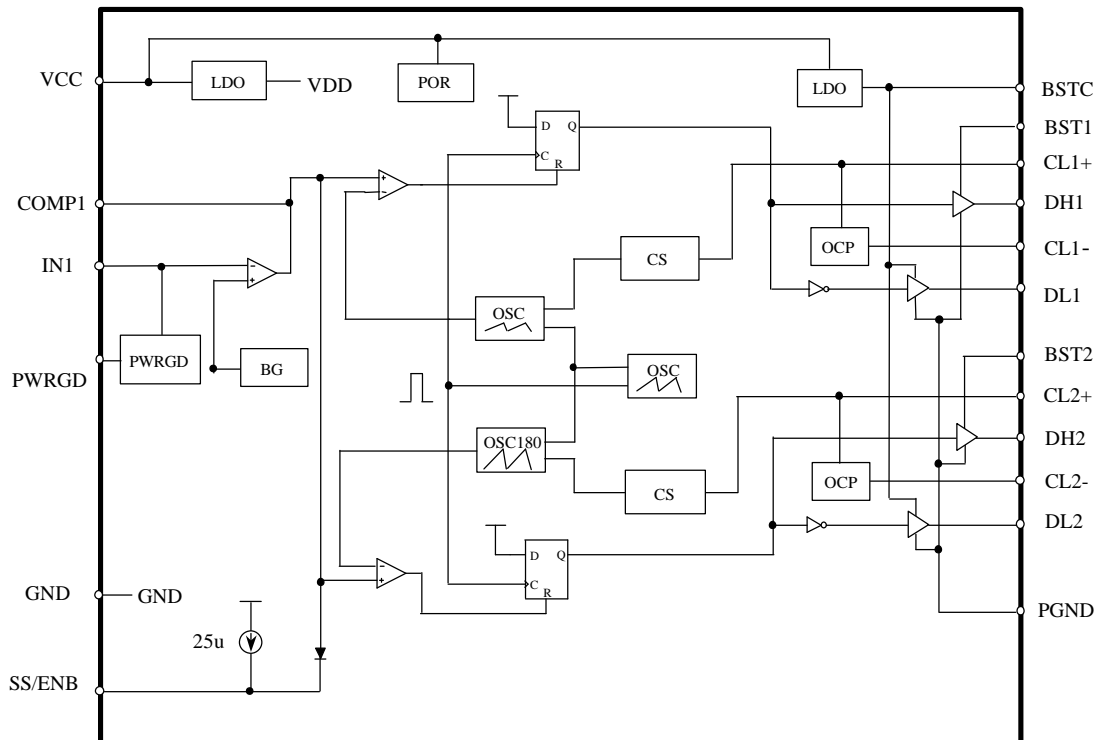 VCC
LDO
VDD
POR
LDO
BSTC
BST1
D
Q
C
R
CL1+
COMP1
+
-
DH1
IN1
-
+
CS
OCP
CL1-
OSC
DL1
PWRGD
PWRGD
BG
OSC
BST2
CL2+
OSC180
DH2
CS
OCP
CL2-
DL2
D
Q
C
R
-
+
GND
GND
PGND
25u
SS/ENB